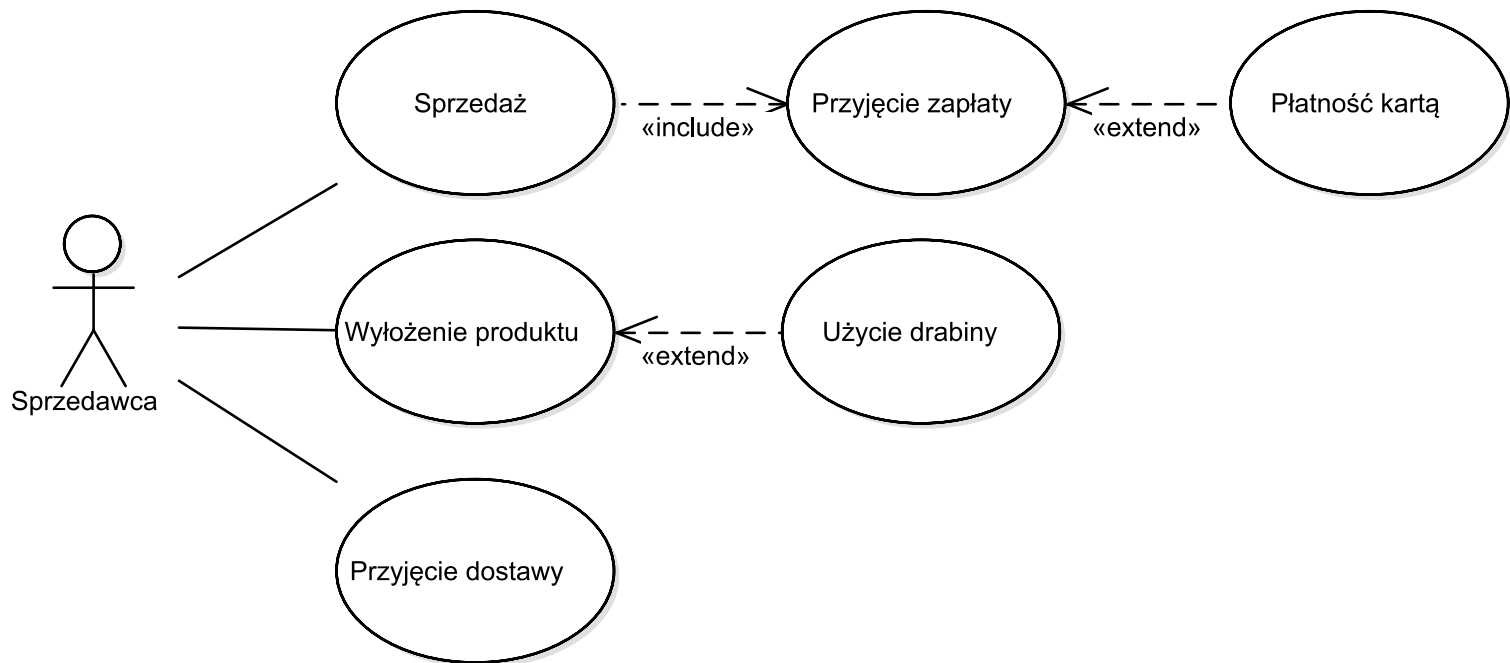 Sprzedaż
«include»
Przyjęcie zapłaty
«extend»
Płatność kartą
Sprzedawca
Wyłożenie produktu
«extend»
Użycie drabiny
Przyjęcie dostawy